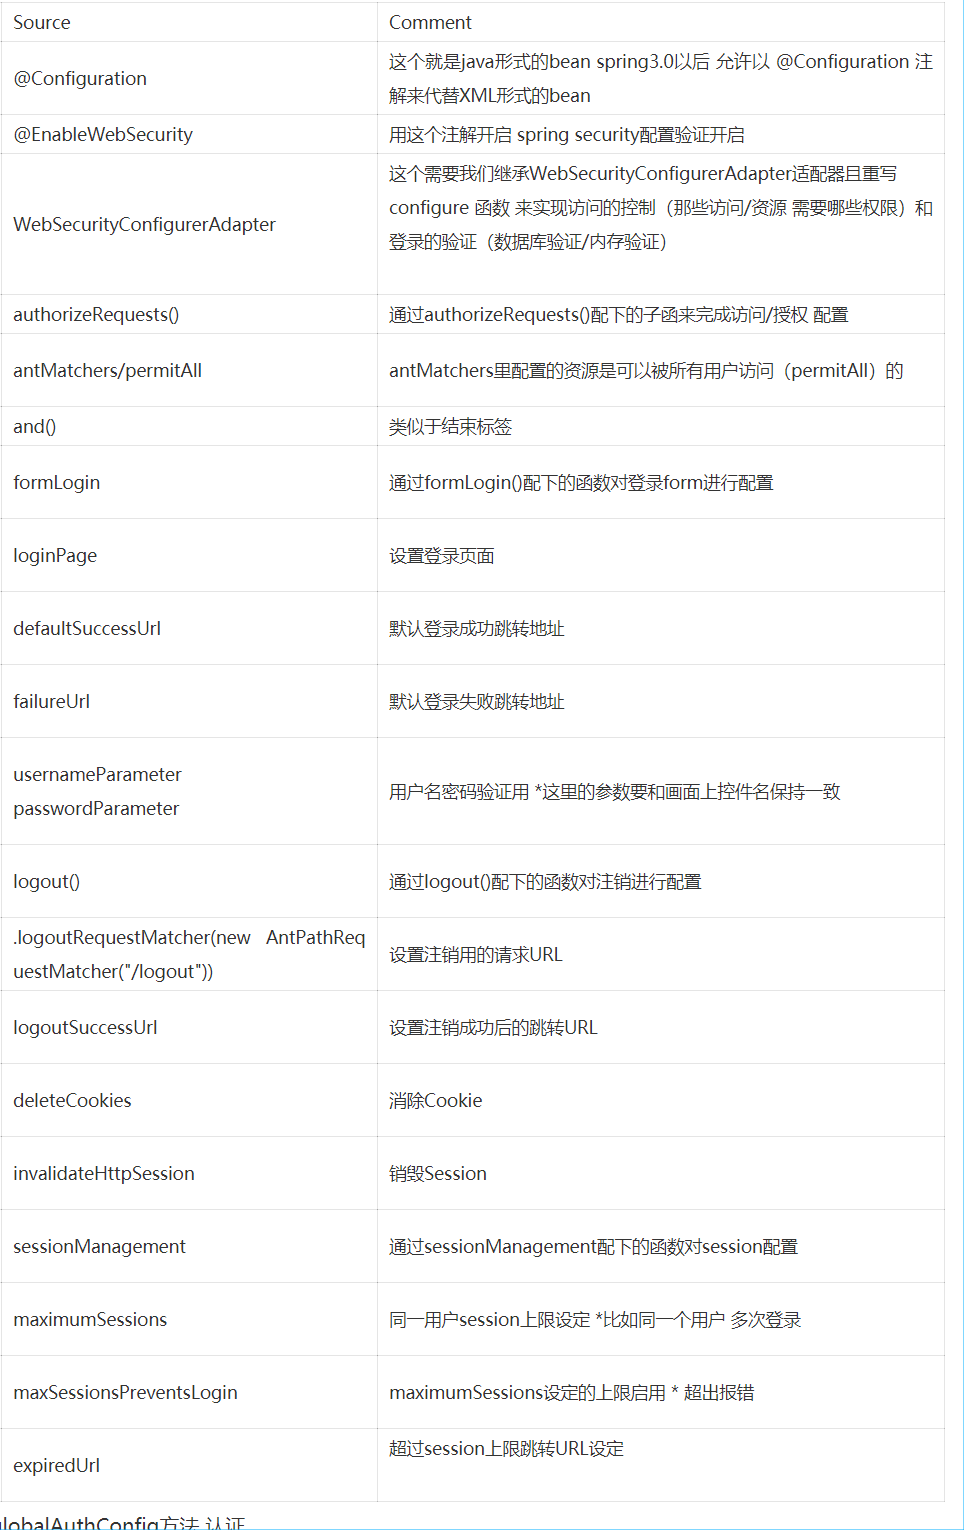 Source
Comment
@Configuration
这个就是java形式的bean spring3.0以后 允许以 @Configuration 注
解来代替XML形式的bean
@EnableWebSecurity
用这个注解开启 spring security配置验证开启
WebSecurityConfigurerAdapter
这个需要我们继承WebSecurityConfigurerAdapter适配器且重写
configure 函数 来实现访问的控制（那些访问/资源 需要哪些权限）和
登录的验证（数据库验证/内存验证）
authorizeRequests()
通过authorizeRequests()配下的子函来完成访问/授权 配置
antMatchers/permitAll
antMatchers里配置的资源是可以被所有用户访问（permitAll）的
and()
类似于结束标签
formLogin
通过formLogin()配下的函数对登录form进行配置
loginPage
设置登录页面
defaultSuccessUrl
默认登录成功跳转地址
failureUrl
默认登录失败跳转地址
usernameParameter
passwordParameter
用户名密码验证用 *这里的参数要和画面上控件名保持一致
logout()
通过logout()配下的函数对注销进行配置
.logoutRequestMatcher(new AntPathReq
uestMatcher("/logout"))
设置注销用的请求URL
logoutSuccessUrl
设置注销成功后的跳转URL
deleteCookies
消除Cookie
invalidateHttpSession
销毁Session
sessionManagement
通过sessionManagement配下的函数对session配置
maximumSessions
同一用户session上限设定 *比如同一个用户 多次登录
maxSessionsPreventsLogin
maximumSessions设定的上限启用 * 超出报错
expiredUrl
超过session上限跳转URL设定
lobalAuthConfig方法 认证